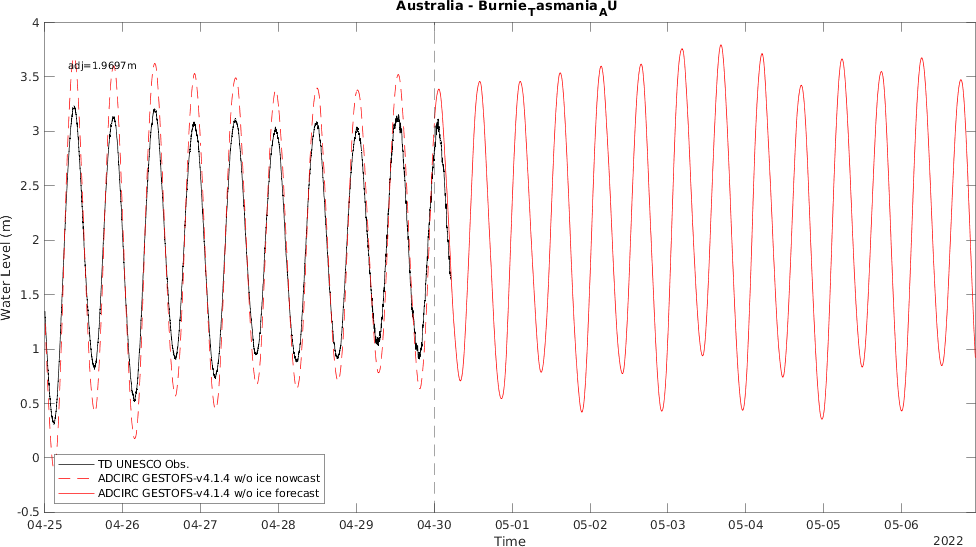 Australia - BurnieTasmaniaAU
adj=1.9697m
4
3.5
3
2.5
2
1.5
1
0.5
0
-0.5
Water Level (m)
TD UNESCO Obs.
ADCIRC GESTOFS-v4.1.4 w/o ice nowcast
ADCIRC GESTOFS-v4.1.4 w/o ice forecast
04-25 04-26 04-27 04-28 04-29 04-30 05-01 05-02 05-03 05-04 05-05 05-06
Time
2022